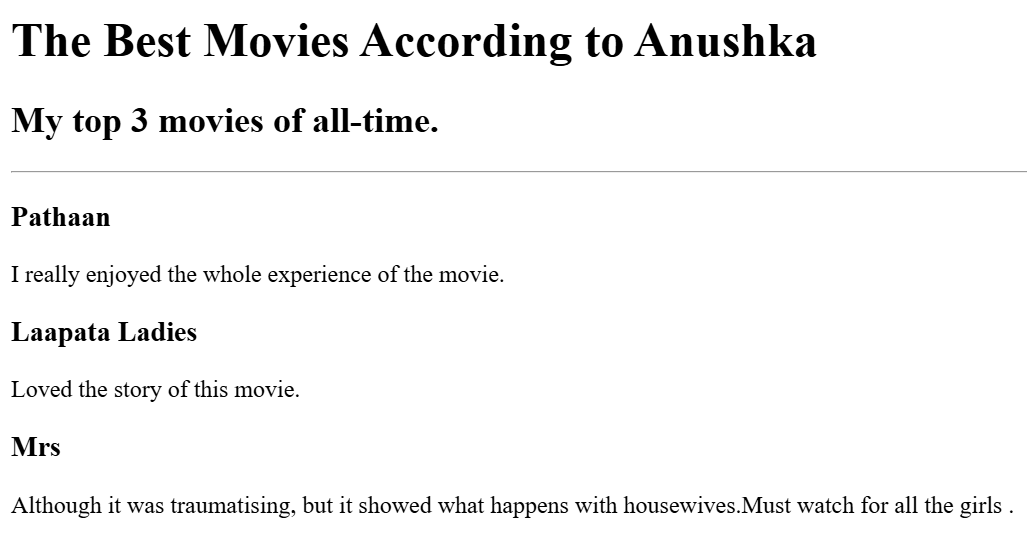 The Best Movies According to Anushka
My top 3 movies of all-time.
Pathaan
I really enjoyed the whole experience of the movie.
Laapata Ladies
Loved the story of this movie.
Mrs
Although it was traumatising, but it showed what happens with housewives.Must watch for all the girls .